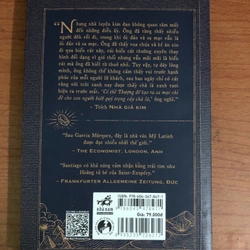 "Nhưng nhà luyện kim đan không quan tâm mấy
đến những điều ấy. Ông đã từng thấy nhiều
người đến rồi đi, trong khi ốc đảo và sa mạc vẫn
là ốc đảo và sa mạc. Ông đã thấy vua chúa và kẻ ăn xin
đi qua biển cát này, cái biển cát thường xuyên thay
hình đổi dạng vì gió thổi nhưng vẫn mãi mãi là biển
cát mà ông đã biết từ thuở nhỏ. Tuy vậy, tự đáy lòng
mình, ông không thể không cảm thấy vui trước hạnh
phúc của mỗi người lữ khách, sau bao ngày chỉ có cát
vàng với trời xanh nay được thấy chà là xanh tươi hiện
ra trước mắt. 'Có thể Thượng đế tạo ra sa mạc chỉ
để cho con người biết quý trọng cây chà là,' ông nghĩ."
- Trích NHÀ GIẢ KIM
"Sau Garcia Márquez, đây là nhà văn Mỹ Latinh
được đọc nhiều nhất thế giới."
- THE ECONOMIST, LONDON, ANH
"Santiago có khả năng cảm nhận bằng trái tim như
Hoàng tử bé của Saint-Exupéry."
- FRANKFURTER ALLGEMEINE ZEITUNG, ĐỨC
nhã nam
Giá: 79.000đ